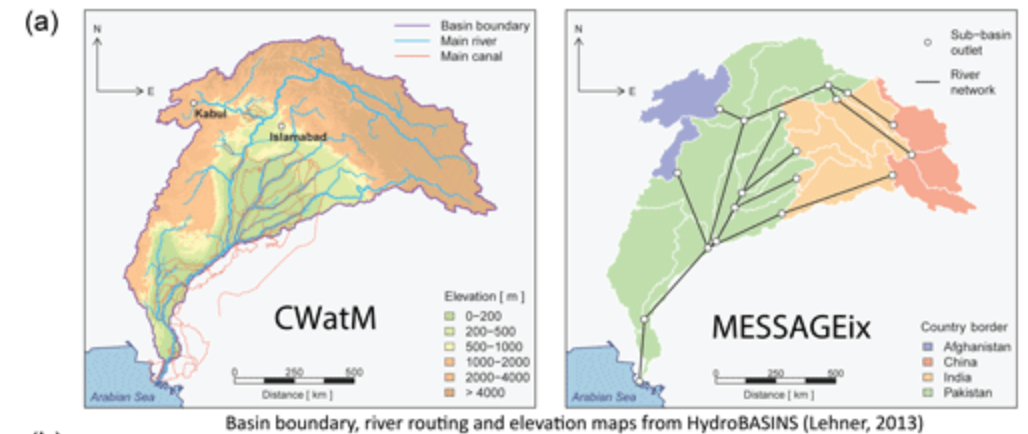 (a)
N
E
Basin boundary
Main river
Main canal
Kabul
Islamabad
CWatM
Elevation [ m ]
0−200
200−500
500−1000
1000−2000
2000−4000
> 4000
0 250 500
Distance [ km ]
Arabian Sea
N
E
Sub−basin
outlet
River
network
MESSAGEix
Country border
Afghanistan
China
India
Pakistan
0 250 500
Distance [ km ]
Arabian Sea
Basin boundary, river routing and elevation maps from HydroBASINS (Lehner, 2013)